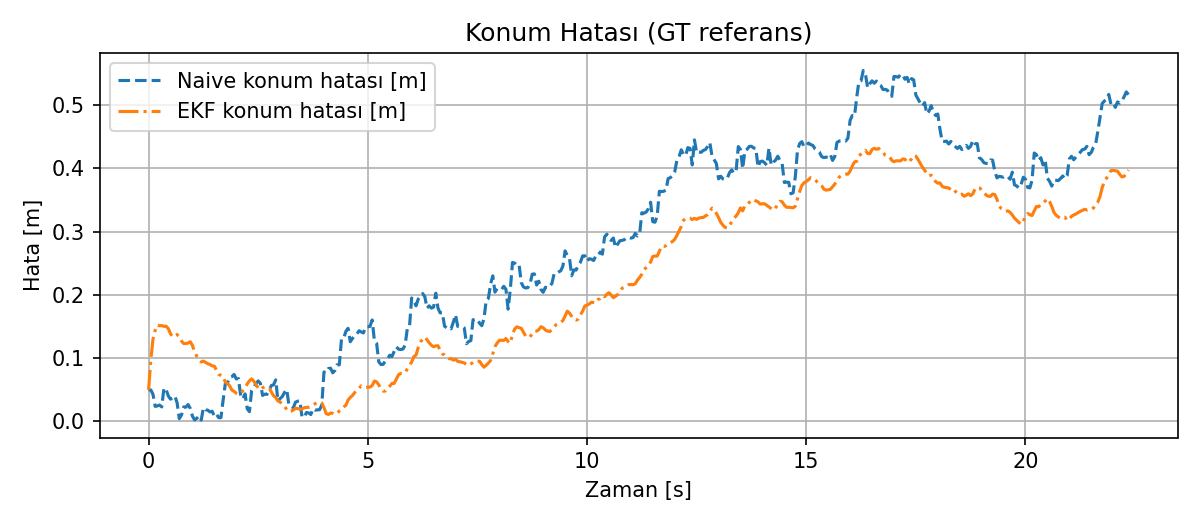 Konum Hatası (GT referans)
Naive konum hatası [m]
EKF konum hatası [m]
Hata [m]
0.5
0.4
0.3
0.2
0.1
0.0
0 5 10 15 20
Zaman [s]